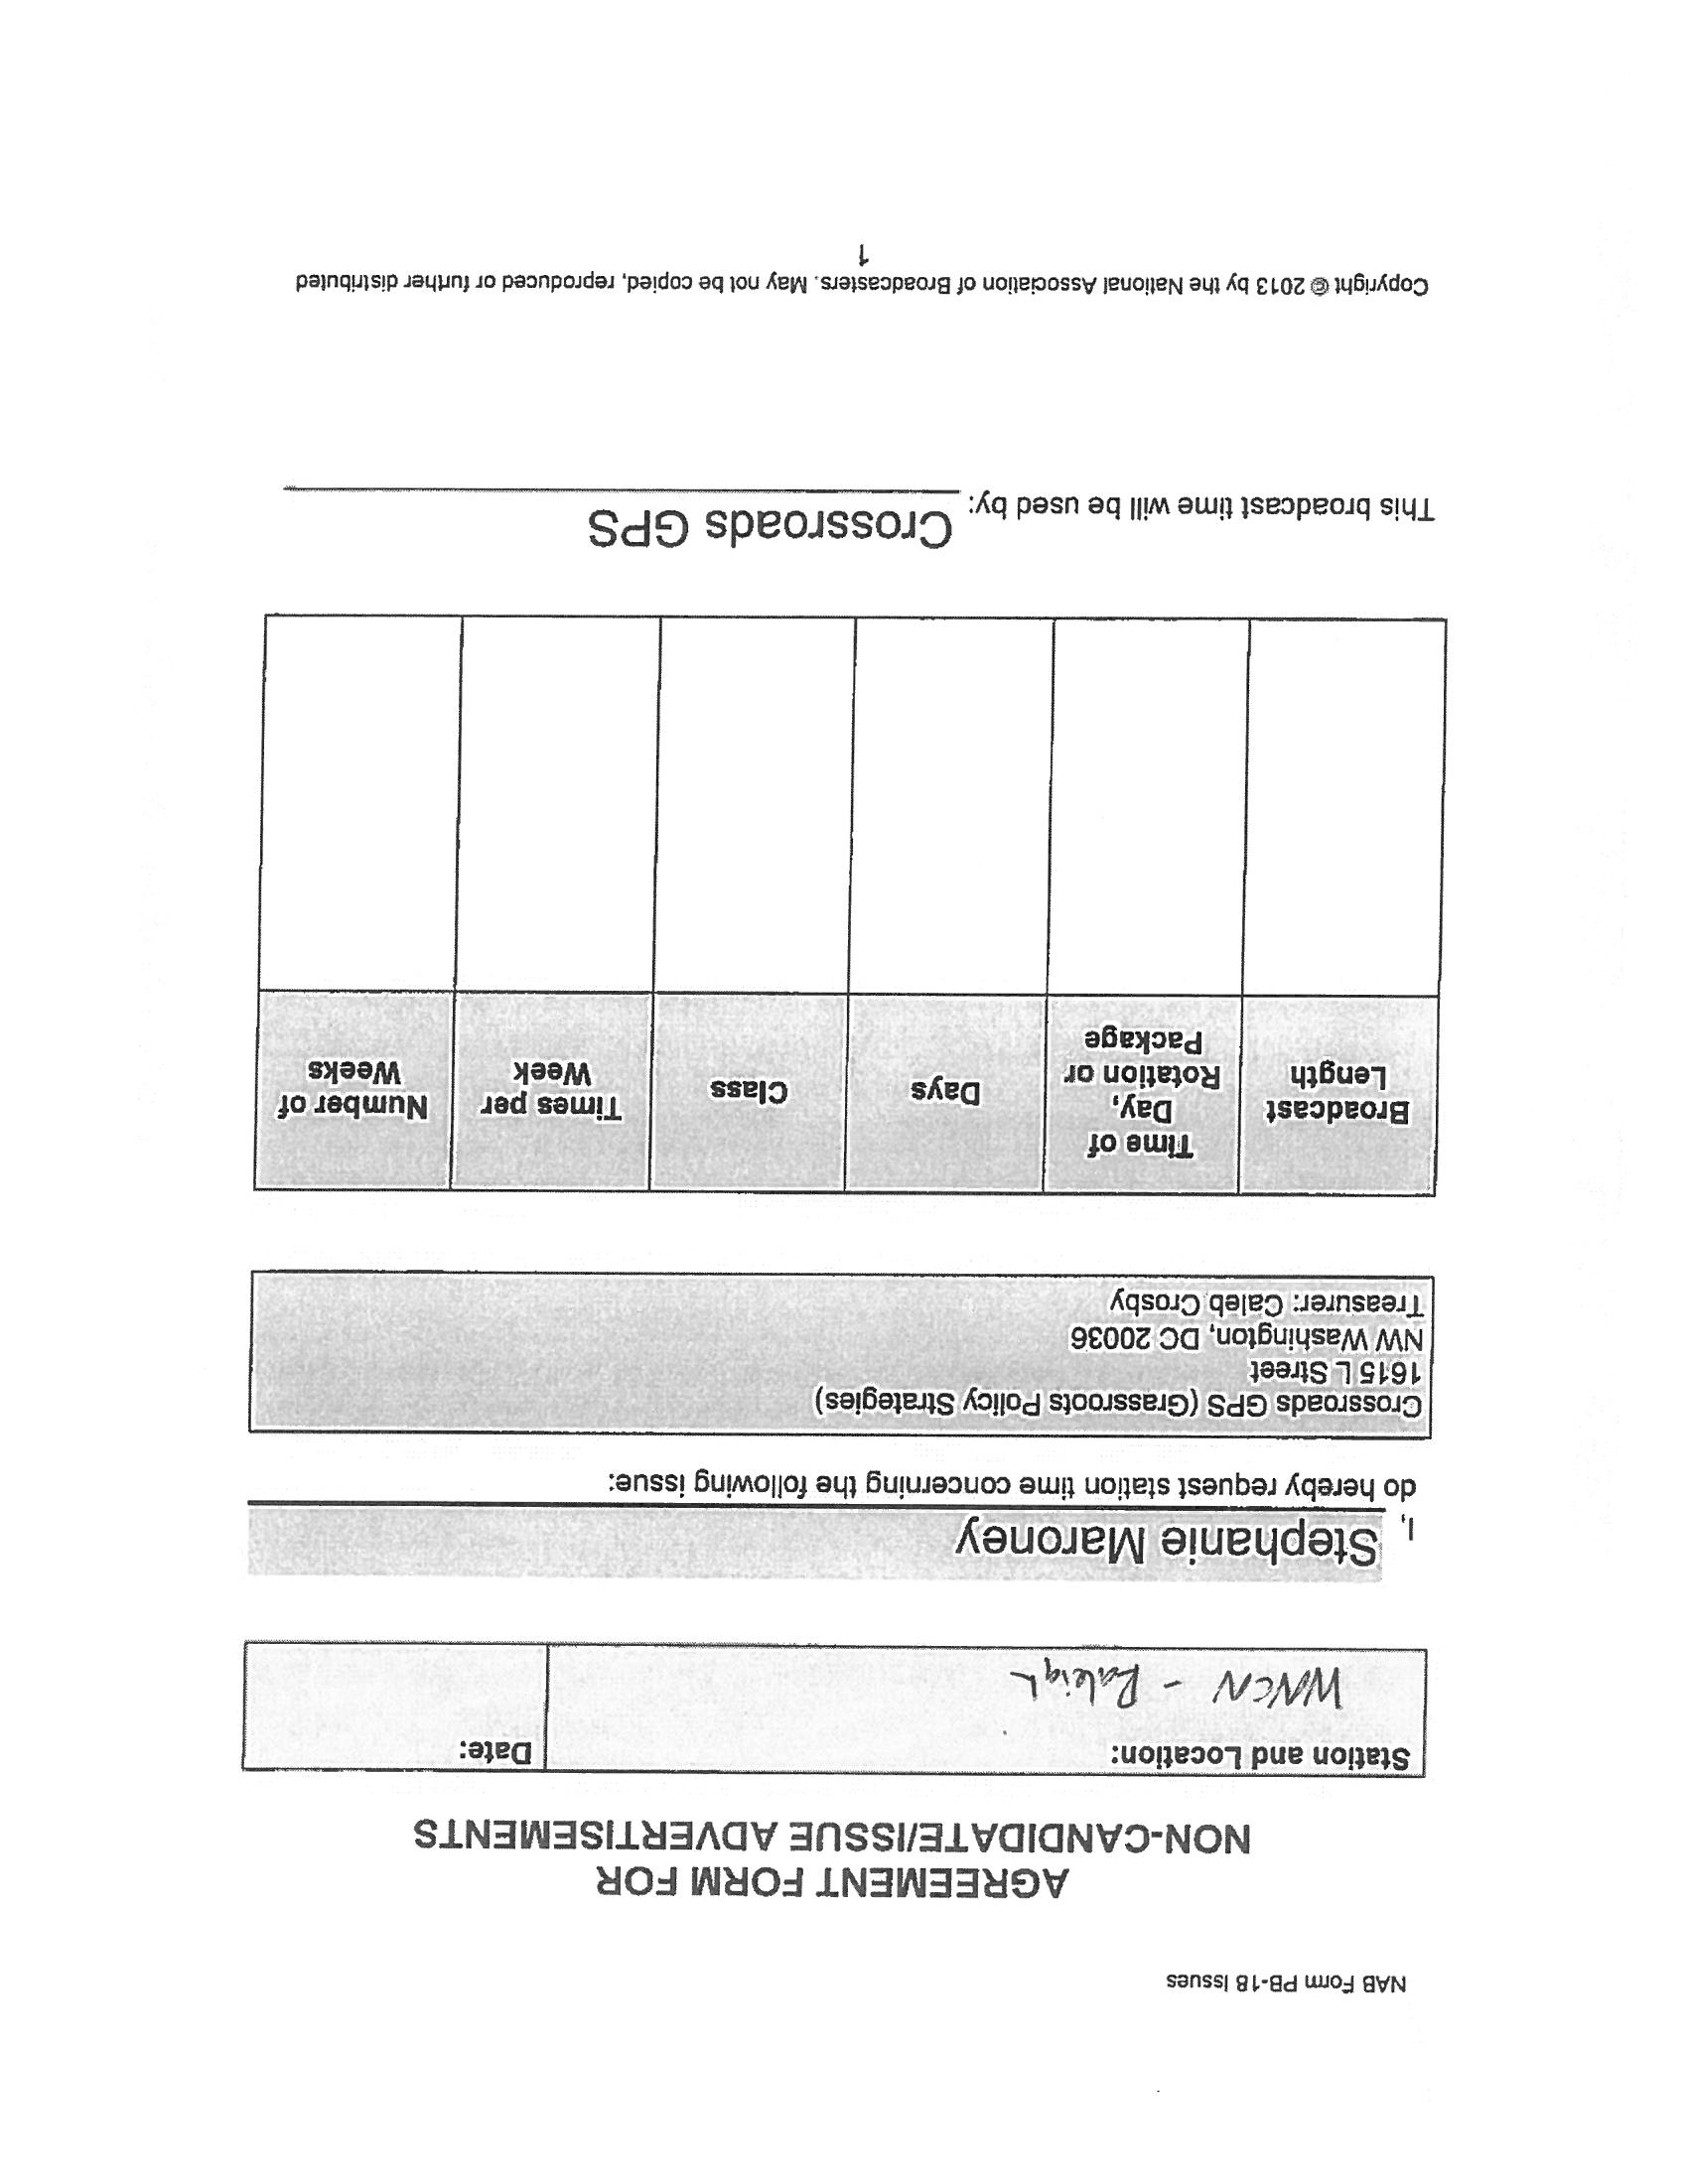 NAB Form PB-18 Issues
AGREEMENT FORM FOR
NON-CANDIDATE/ISSUE ADVERTISEMENTS
Station and Location:
Date:
WNCN - Raleigh
I, Stephanie Maroney
do hereby request station time concerning the following issue:
Crossroads GPS (Grassroots Policy Strategies)
1615 L Street
NW Washington, DC 20036
Treasurer: Caleb Crosby
Broadcast
Length
Time of
Day,
Rotation or
Package
Days
Class
Times per
Week
Number of
Weeks
This broadcast time will be used by: Crossroads GPS
Copyright © 2013 by the National Association of Broadcasters. May not be copied, reproduced or further distributed
1